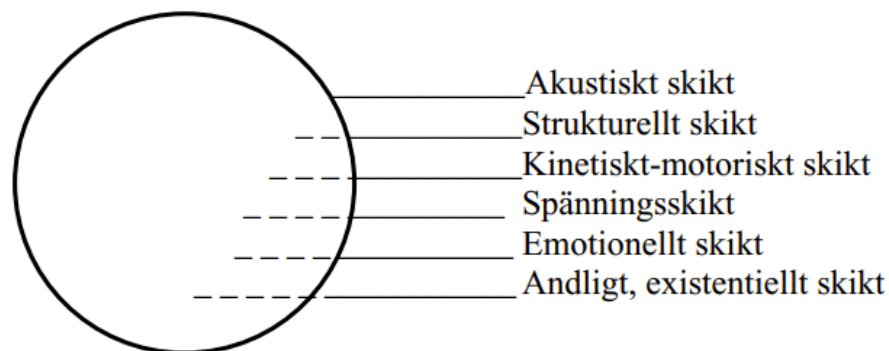 Akustiskt skikt
Strukturellt skikt
Kinetiskt-motoriskt skikt
Spänningsskikt
Emotionellt skikt
Andligt, existentiellt skikt